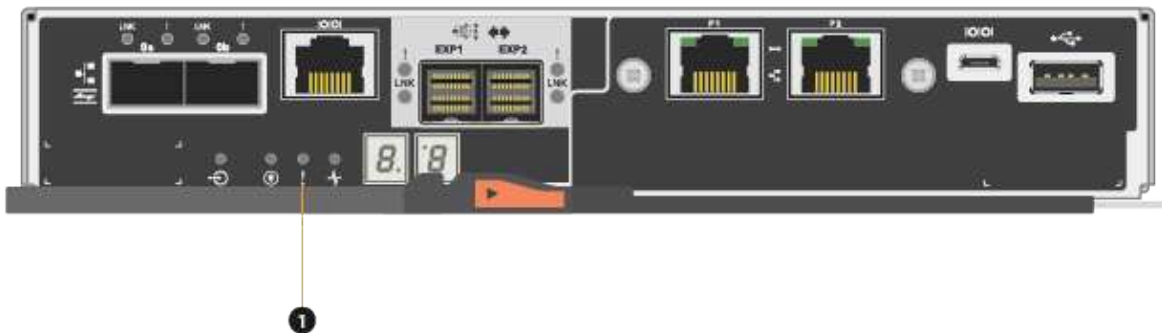 LNK ! LNK !
0a 0b
IOIOI
EXP1 EXP2
! !
LNK LNK
P1 P2
IOIOI
!
8. 8
1